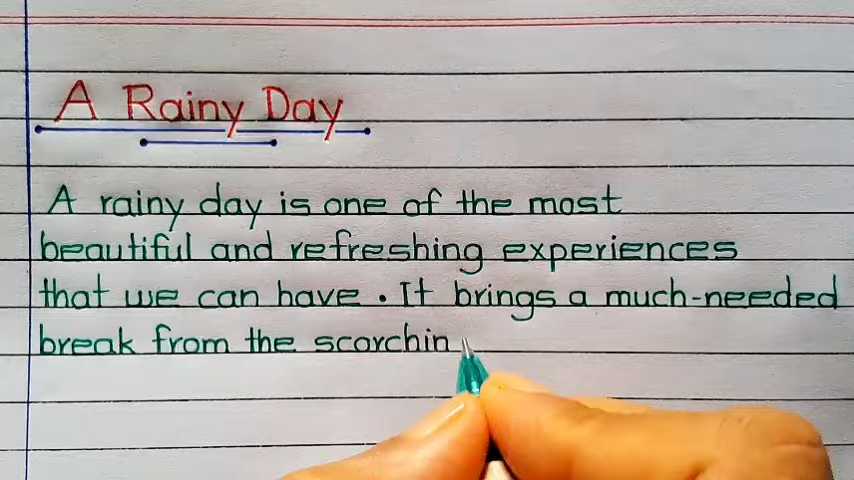 A Rainy Day
A rainy day is one of the most
beautiful and refreshing experiences
that we can have. It brings a much-needed
break from the scorchin